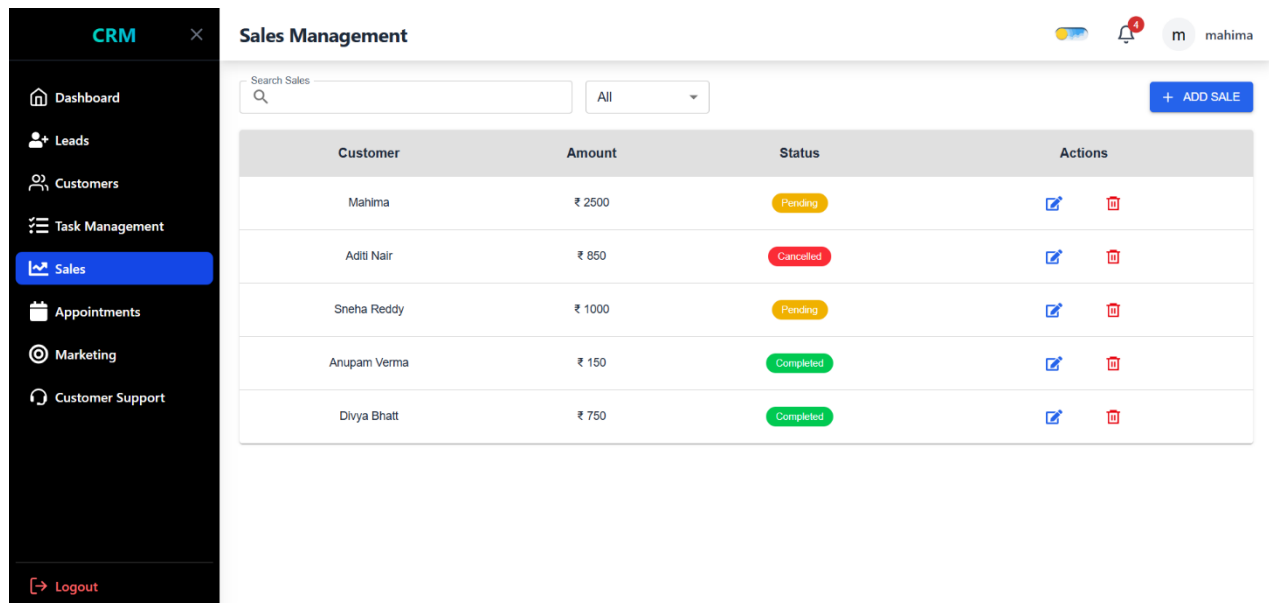 CRM
Dashboard
Leads
Customers
Task Management
Sales
Appointments
Marketing
Customer Support
Logout
Sales Management
4
m mahima
Search Sales
All
+ ADD SALE
Customer Amount Status Actions
Mahima ₹ 2500 Pending
Aditi Nair ₹ 850 Cancelled
Sneha Reddy ₹ 1000 Pending
Anupam Verma ₹ 150 Completed
Divya Bhatt ₹ 750 Completed